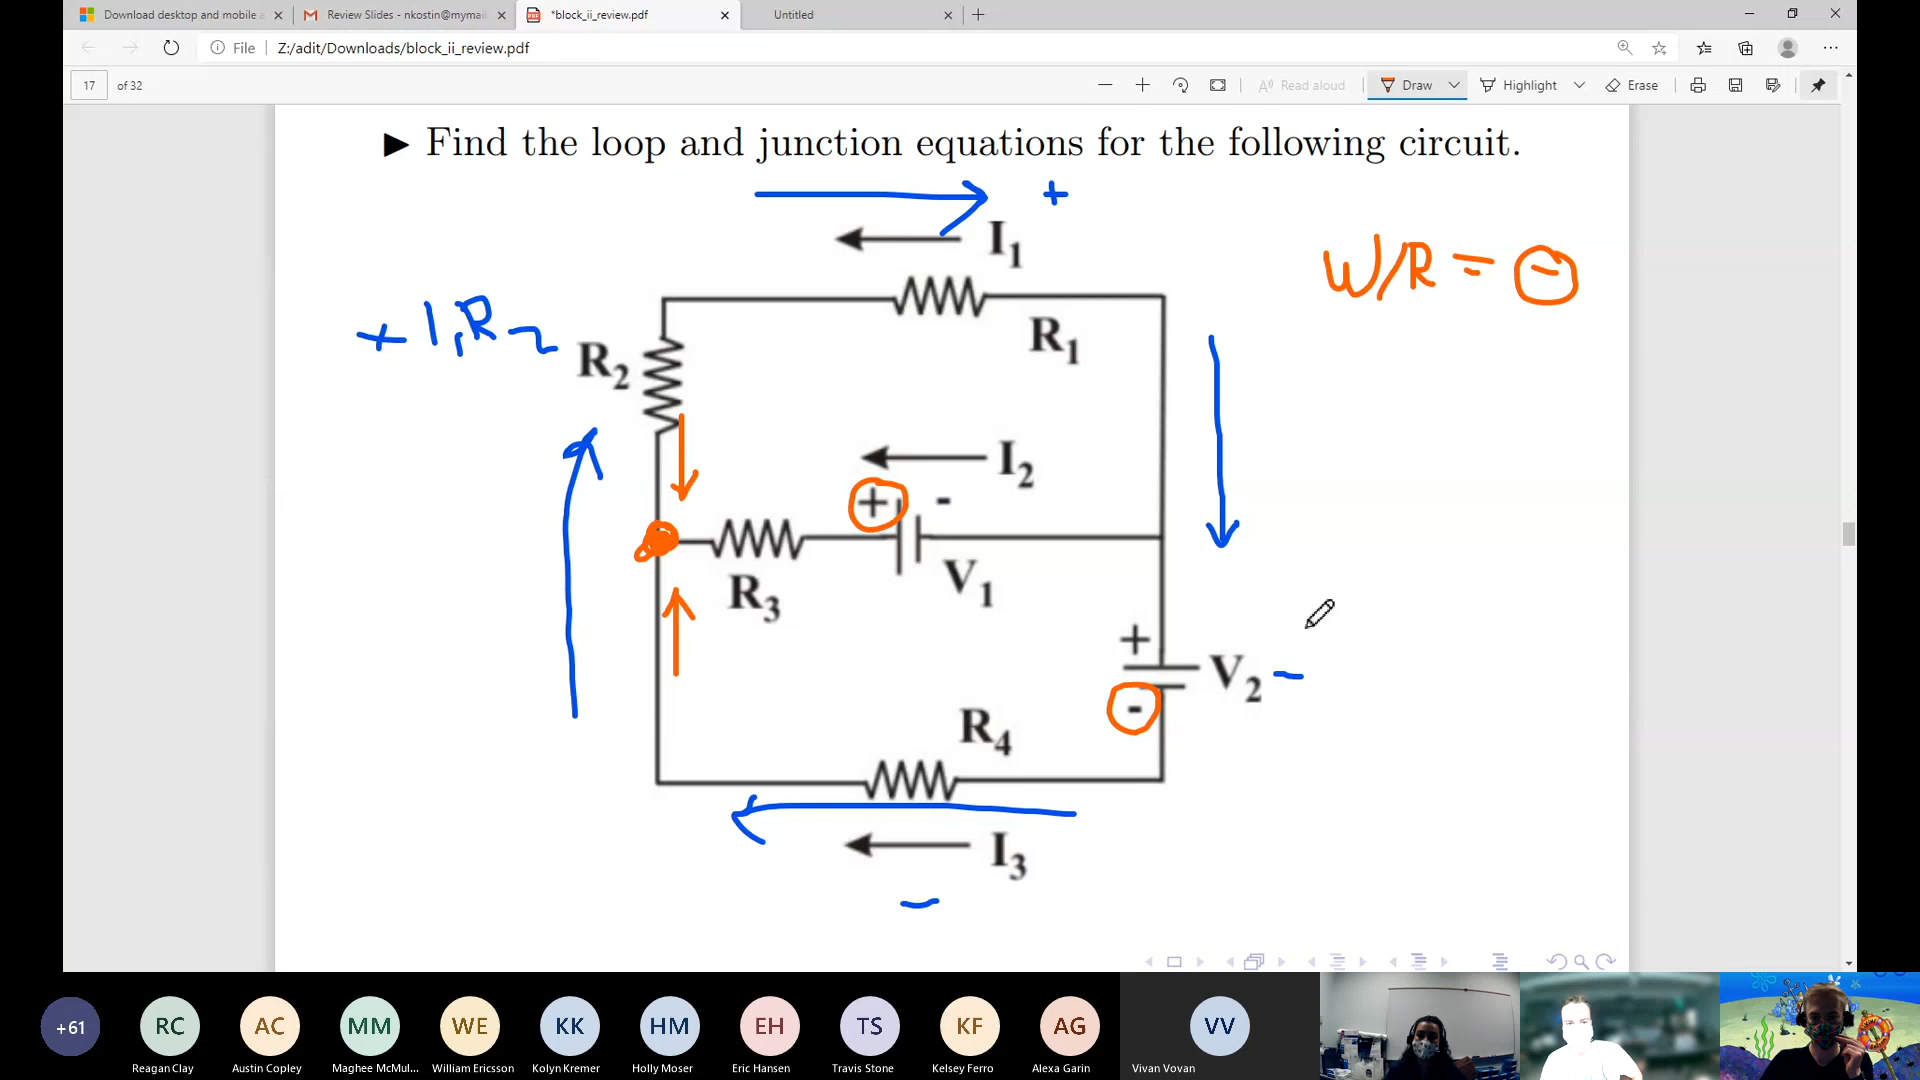 Download desktop and mobile a
Review Slides - nkostin@mymai
*block_ii_review.pdf
Untitled
File
Z:/adit/Downloads/block_ii_review.pdf
17 of 32
Read aloud
Draw
Highlight
Erase
▶ Find the loop and junction equations for the following circuit.
+
I1
W/R = -
+ I1R2
R2
R1
I2
+ -
R3
V1
+
V2 -
-
R4
I3
-
+61
RC
AC
MM
WE
KK
HM
EH
TS
KF
AG
VV
Reagan Clay
Austin Copley
Maghee McMul...
William Ericsson
Kolyn Kremer
Holly Moser
Eric Hansen
Travis Stone
Kelsey Ferro
Alexa Garin
Vivan Vovan